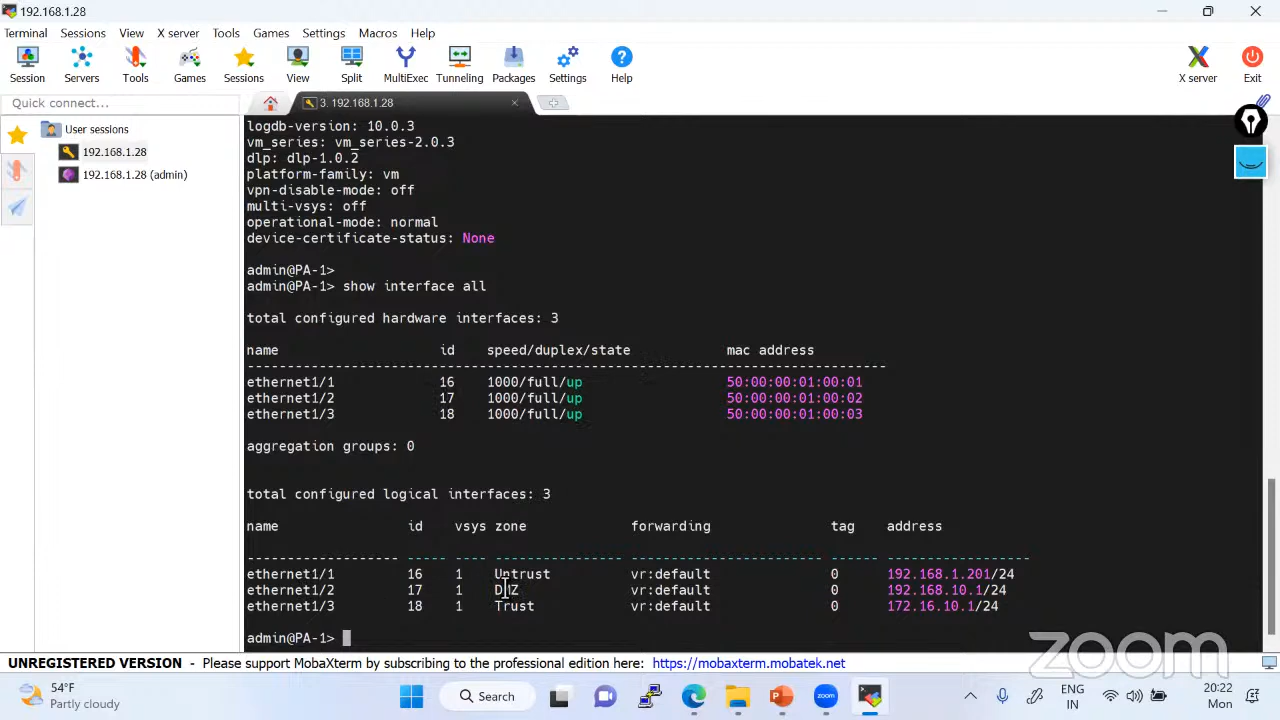 192.168.1.28
Terminal Sessions View X server Tools Games Settings Macros Help
Session Servers Tools Games Sessions View Split MultiExec Tunneling Packages Settings Help X server Exit
Quick connect...
3. 192.168.1.28
User sessions
192.168.1.28
192.168.1.28 (admin)
logdb-version: 10.0.3
vm_series: vm_series-2.0.3
dlp: dlp-1.0.2
platform-family: vm
vpn-disable-mode: off
multi-vsys: off
operational-mode: normal
device-certificate-status: None
admin@PA-1>
admin@PA-1> show interface all
total configured hardware interfaces: 3
name id speed/duplex/state mac address
--------------------------------------------------------------------------------
ethernet1/1 16 1000/full/up 50:00:00:01:00:01
ethernet1/2 17 1000/full/up 50:00:00:01:00:02
ethernet1/3 18 1000/full/up 50:00:00:01:00:03
aggregation groups: 0
total configured logical interfaces: 3
name id vsys zone forwarding tag address
------------------- ----- ---- ---------------- ------------------------ ------ ------------------
ethernet1/1 16 1 Untrust vr:default 0 192.168.1.201/24
ethernet1/2 17 1 DMZ vr:default 0 192.168.10.1/24
ethernet1/3 18 1 Trust vr:default 0 172.16.10.1/24
admin@PA-1>
zoom
UNREGISTERED VERSION - Please support MobaXterm by subscribing to the professional edition here: https://mobaxterm.mobatek.net
54°F
Partly cloudy
Search
zoom
ENG
IN
20:22
Mon